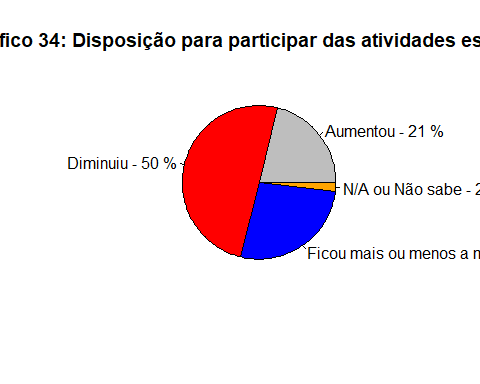 fico 34: Disposição para participar das atividades es
Aumentou - 21 %
Diminuiu - 50 %
N/A ou Não sabe - 2
Ficou mais ou menos a